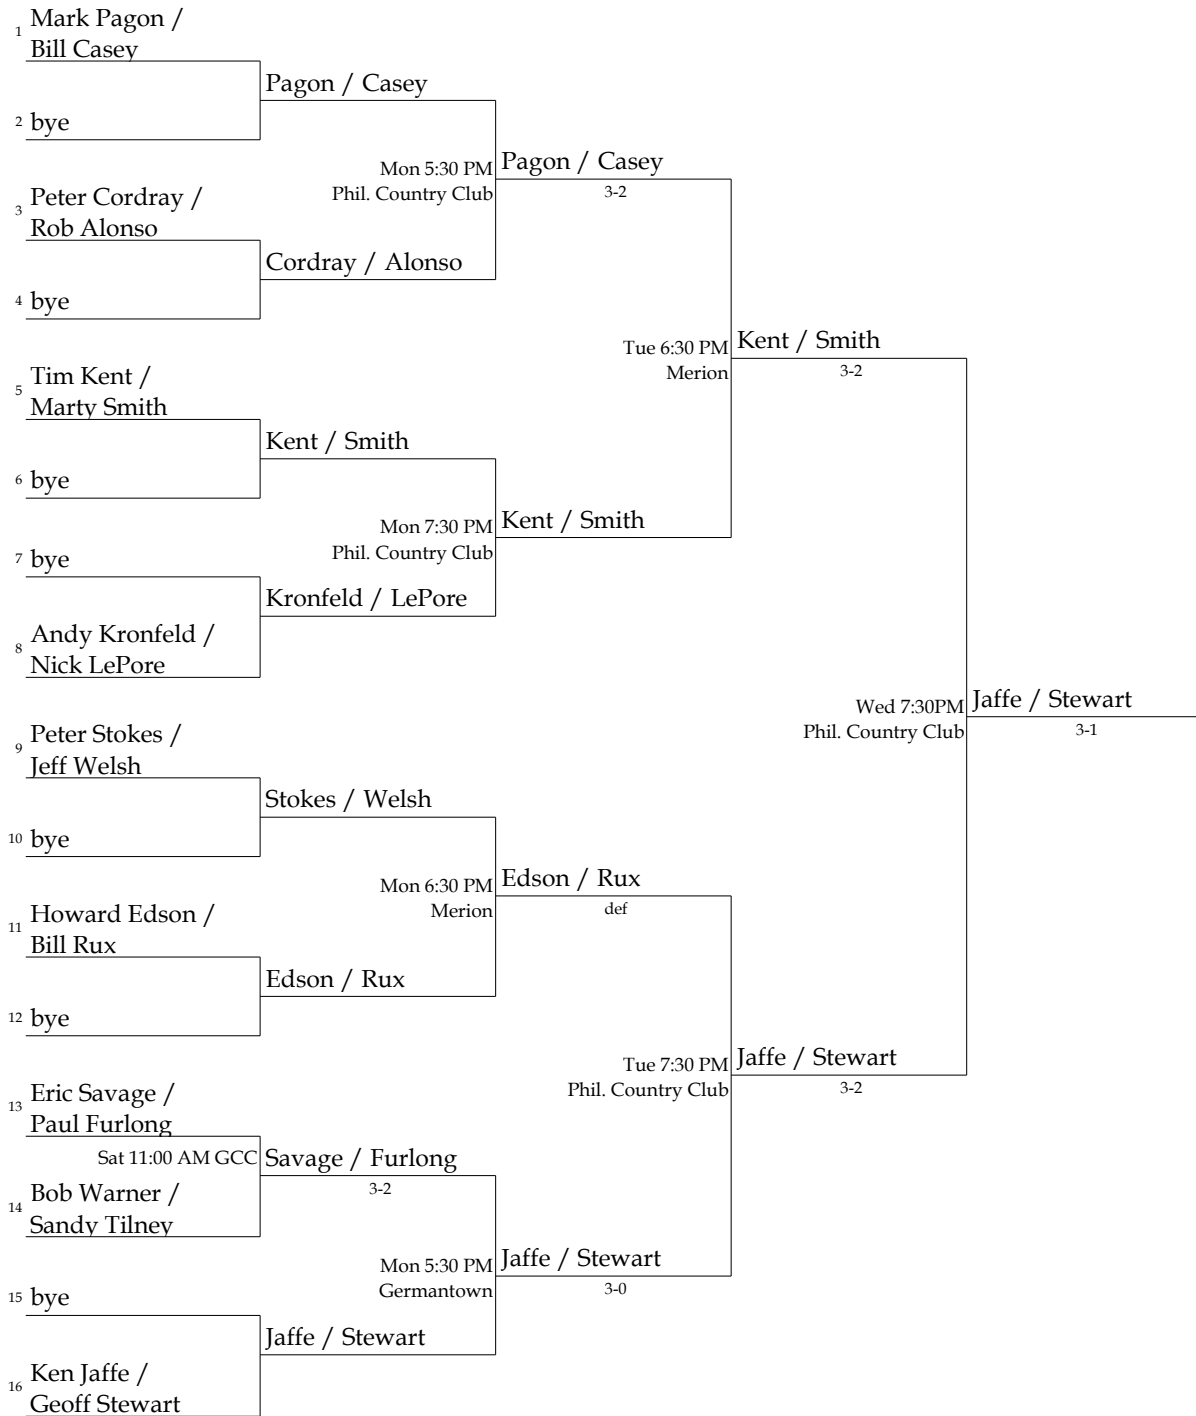 1 Mark Pagon /
Bill Casey
Pagon / Casey
2 bye
Mon 5:30 PM
Phil. Country Club
Pagon / Casey
3-2
3 Peter Cordray /
Rob Alonso
Cordray / Alonso
4 bye
Tue 6:30 PM
Merion
Kent / Smith
3-2
5 Tim Kent /
Marty Smith
Kent / Smith
6 bye
Mon 7:30 PM
Phil. Country Club
Kent / Smith
7 bye
Kronfeld / LePore
8 Andy Kronfeld /
Nick LePore
Wed 7:30PM
Phil. Country Club
Jaffe / Stewart
3-1
9 Peter Stokes /
Jeff Welsh
Stokes / Welsh
10 bye
Mon 6:30 PM
Merion
Edson / Rux
def
11 Howard Edson /
Bill Rux
Edson / Rux
12 bye
Tue 7:30 PM
Phil. Country Club
Jaffe / Stewart
3-2
13 Eric Savage /
Paul Furlong
Sat 11:00 AM GCC
Savage / Furlong
3-2
14 Bob Warner /
Sandy Tilney
Mon 5:30 PM
Germantown
Jaffe / Stewart
3-0
15 bye
Jaffe / Stewart
16 Ken Jaffe /
Geoff Stewart